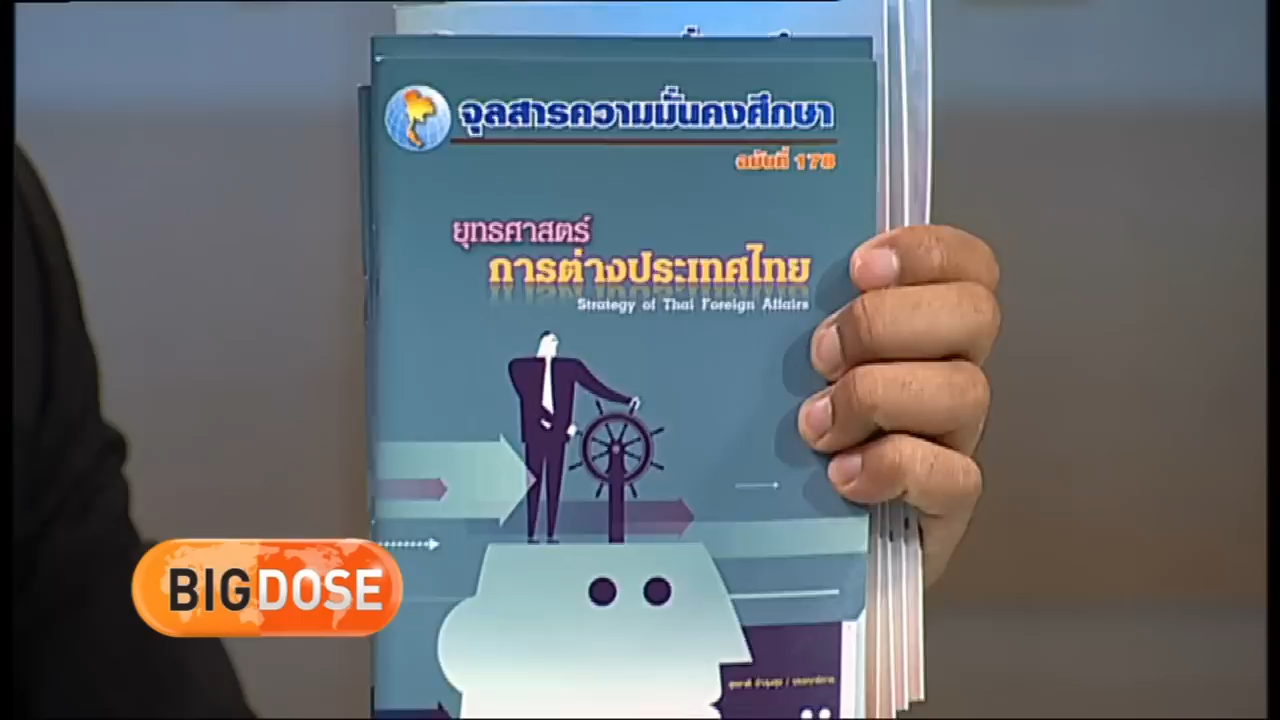 จุลสารความมั่นคงศึกษา
ฉบับที่ 178
ยุทธศาสตร์
การต่างประเทศไทย
Strategy of Thai Foreign Affairs
BIGDOSE